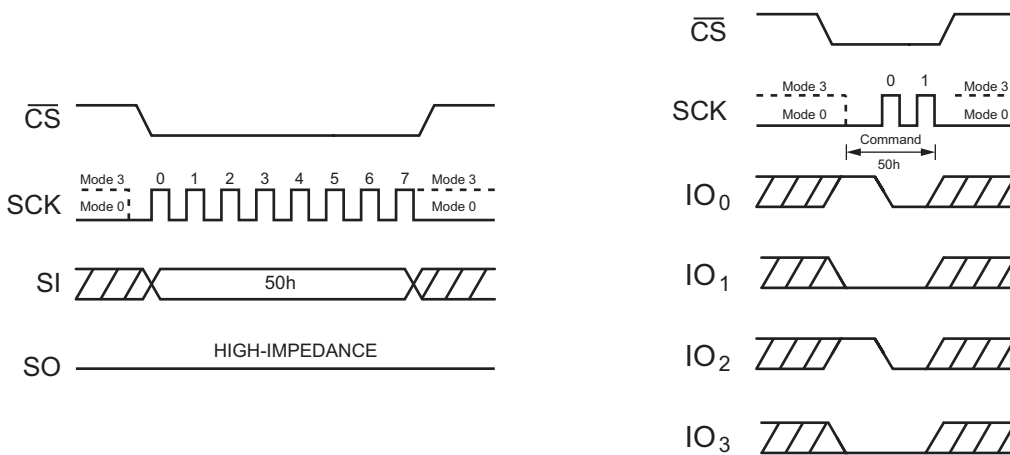 CS
SCK
Mode 3
Mode 0
0 1 2 3 4 5 6 7
Mode 3
Mode 0
SI
50h
SO
HIGH-IMPEDANCE
CS
SCK
Mode 3
Mode 0
0 1
Mode 3
Mode 0
Command
50h
IO0
IO1
IO2
IO3